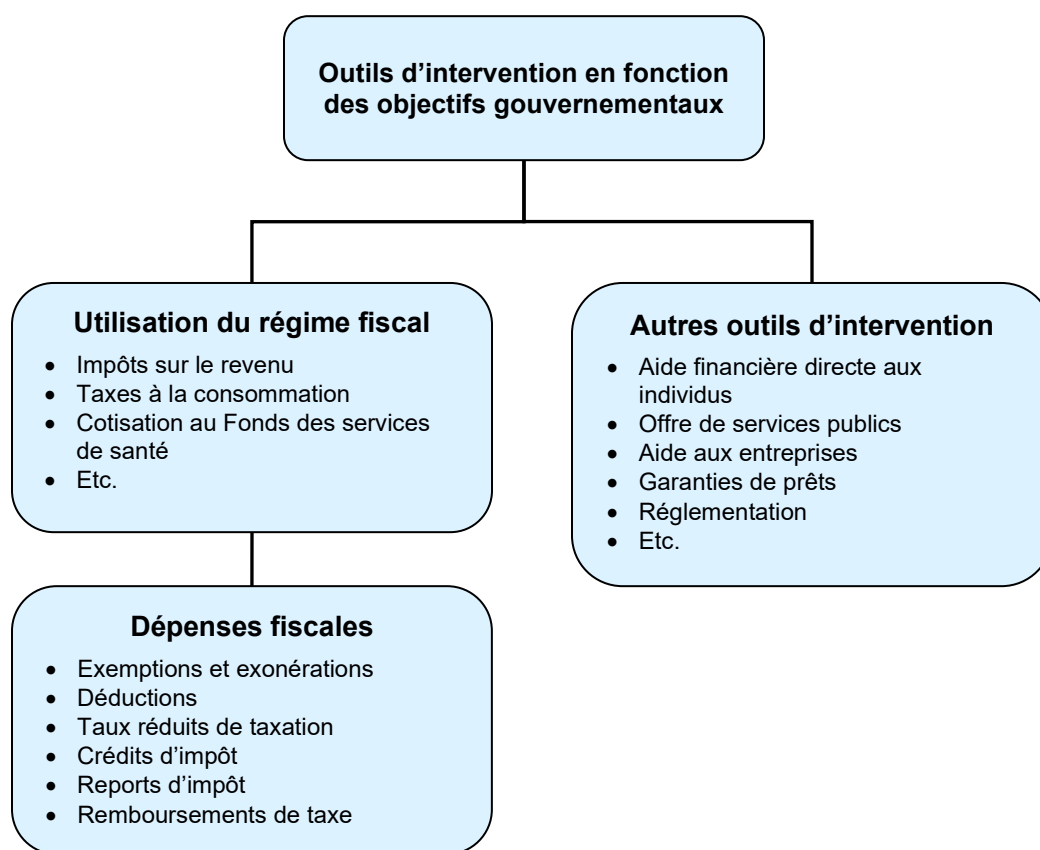 Outils d’intervention en fonction
des objectifs gouvernementaux
Utilisation du régime fiscal
• Impôts sur le revenu
• Taxes à la consommation
• Cotisation au Fonds des services
de santé
• Etc.
Autres outils d’intervention
• Aide financière directe aux
individus
• Offre de services publics
• Aide aux entreprises
• Garanties de prêts
• Réglementation
• Etc.
Dépenses fiscales
• Exemptions et exonérations
• Déductions
• Taux réduits de taxation
• Crédits d’impôt
• Reports d’impôt
• Remboursements de taxe